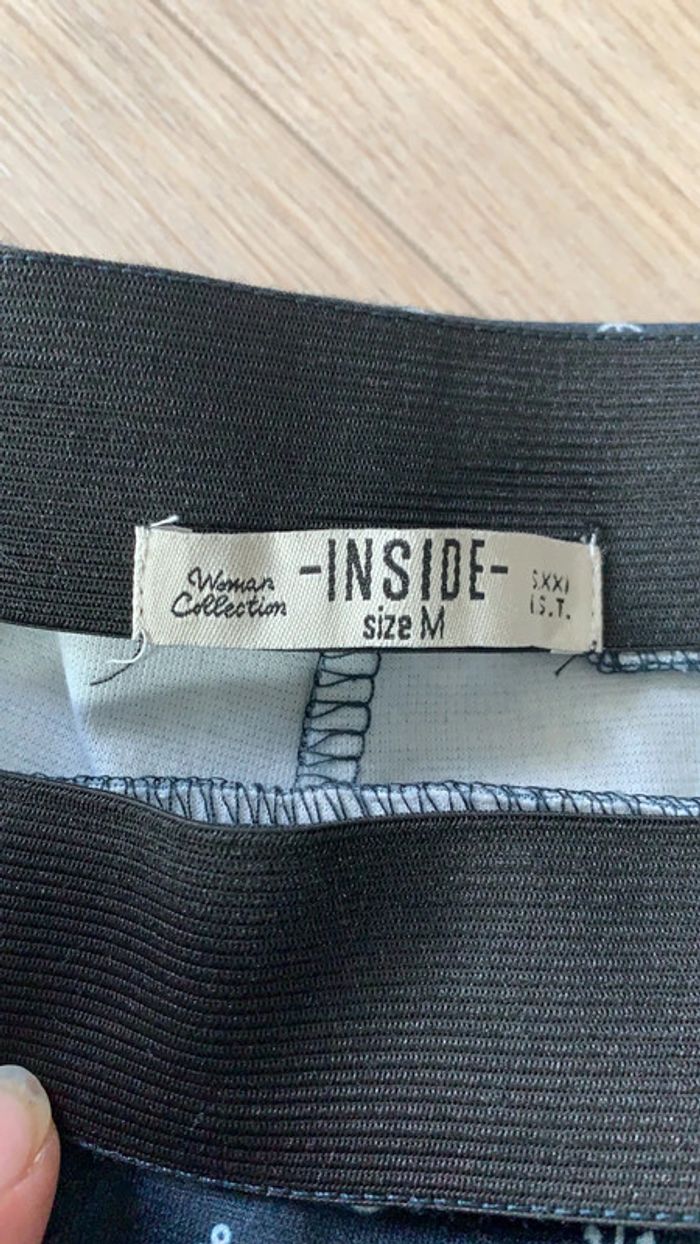 Woman
Collection
-INSIDE-
size M
S.XXI
I S.T.